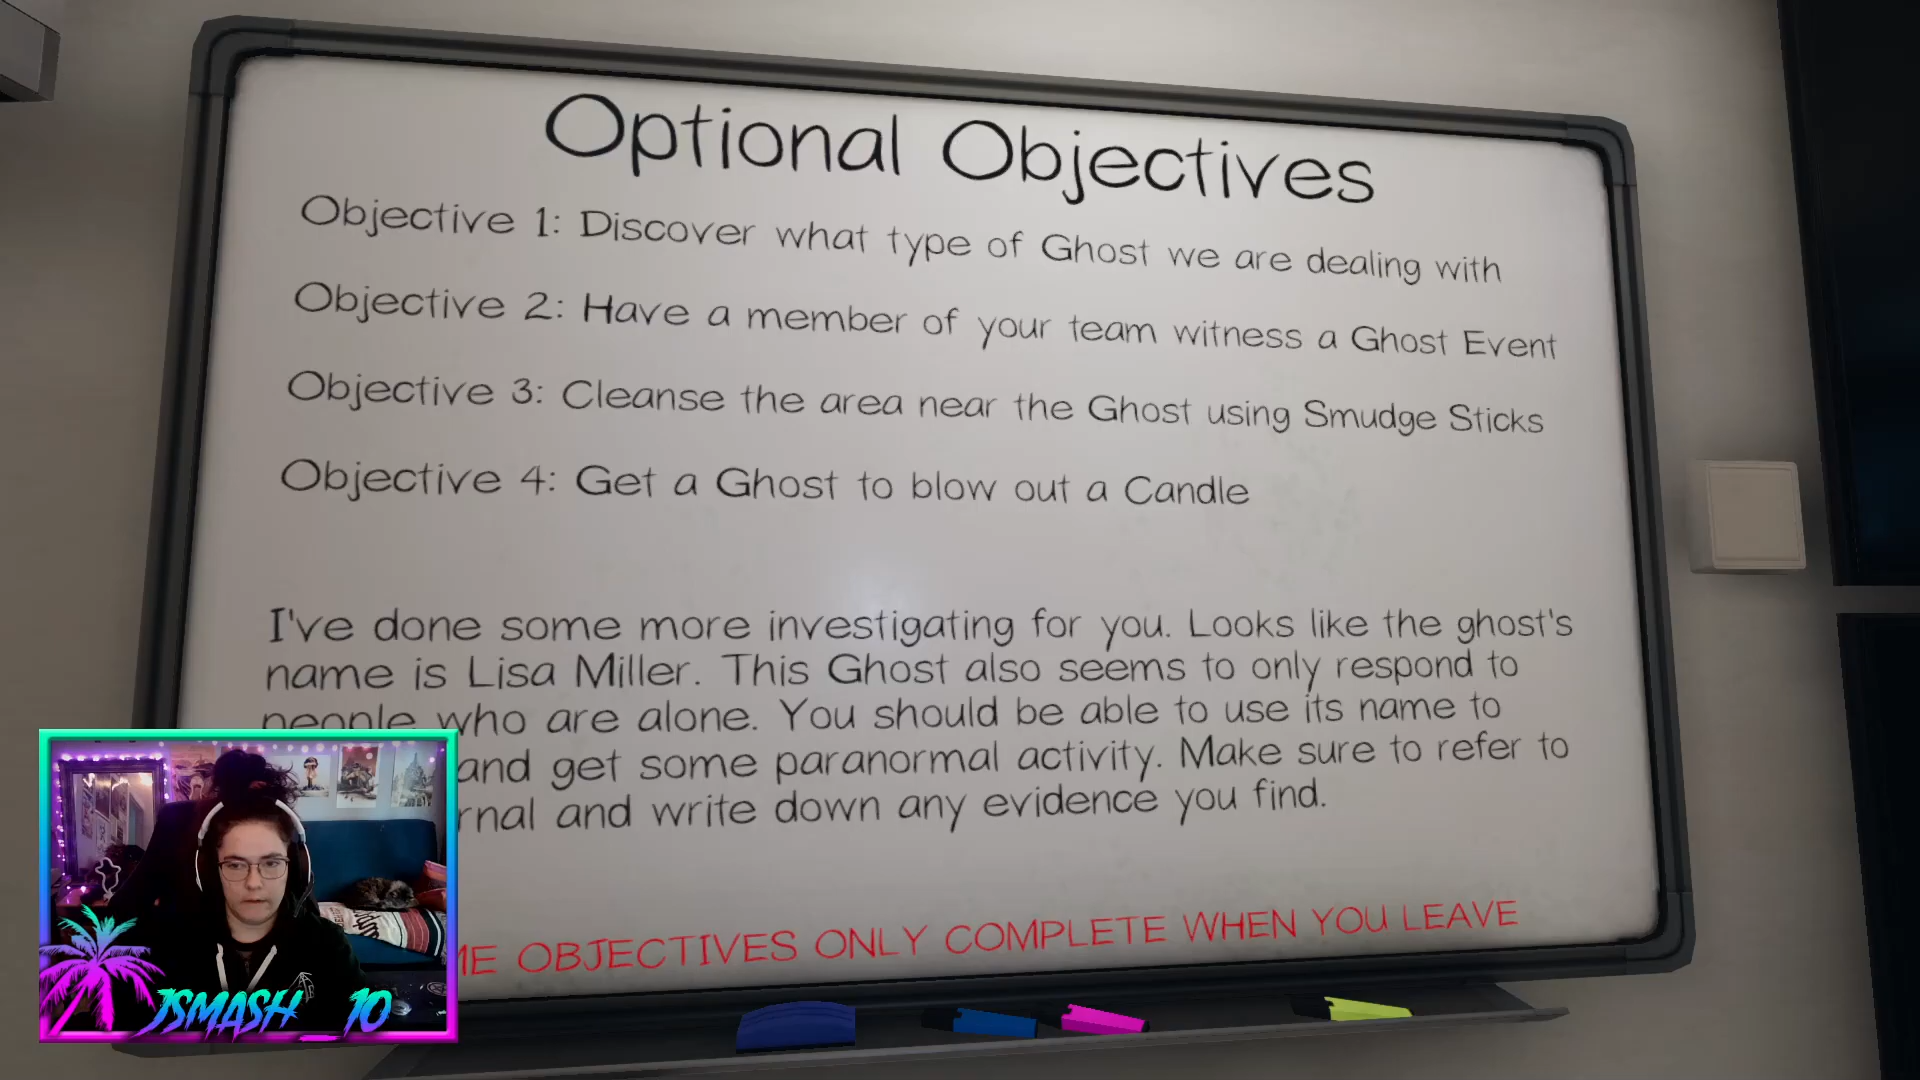 Optional Objectives
Objective 1: Discover what type of Ghost we are dealing with
Objective 2: Have a member of your team witness a Ghost Event
Objective 3: Cleanse the area near the Ghost using Smudge Sticks
Objective 4: Get a Ghost to blow out a Candle
I've done some more investigating for you. Looks like the ghost's
name is Lisa Miller. This Ghost also seems to only respond to
people who are alone. You should be able to use its name to
and get some paranormal activity. Make sure to refer to
rnal and write down any evidence you find.
ME OBJECTIVES ONLY COMPLETE WHEN YOU LEAVE
JSMASH_10